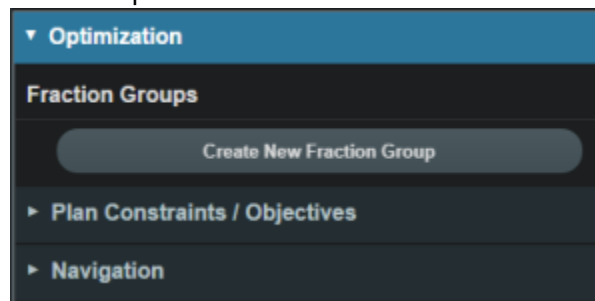 Optimization
Fraction Groups
Create New Fraction Group
Plan Constraints / Objectives
Navigation